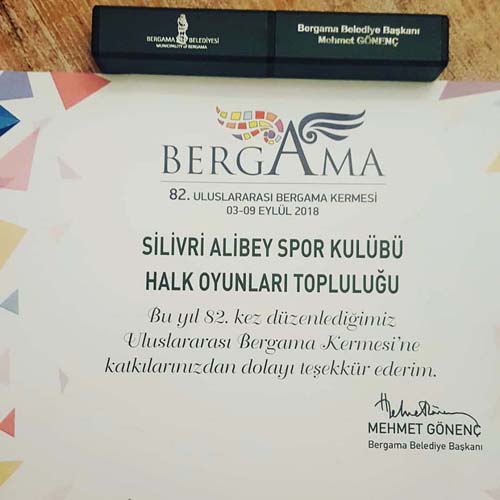 BERGAMA BELEDİYESİ
MUNICIPALITY of BERGAMA
Bergama Belediye Başkanı
Mehmet GÖNENÇ
BERGAMA
82. ULUSLARARASI BERGAMA KERMESİ
03-09 EYLÜL 2018
SİLİVRİ ALİBEY SPOR KULÜBÜ
HALK OYUNLARI TOPLULUĞU
Bu yıl 82. kez düzenlediğimiz
Uluslararası Bergama Kermesi'ne
katkılarınızdan dolayı teşekkür ederim.
MEHMET GÖNENÇ
Bergama Belediye Başkanı